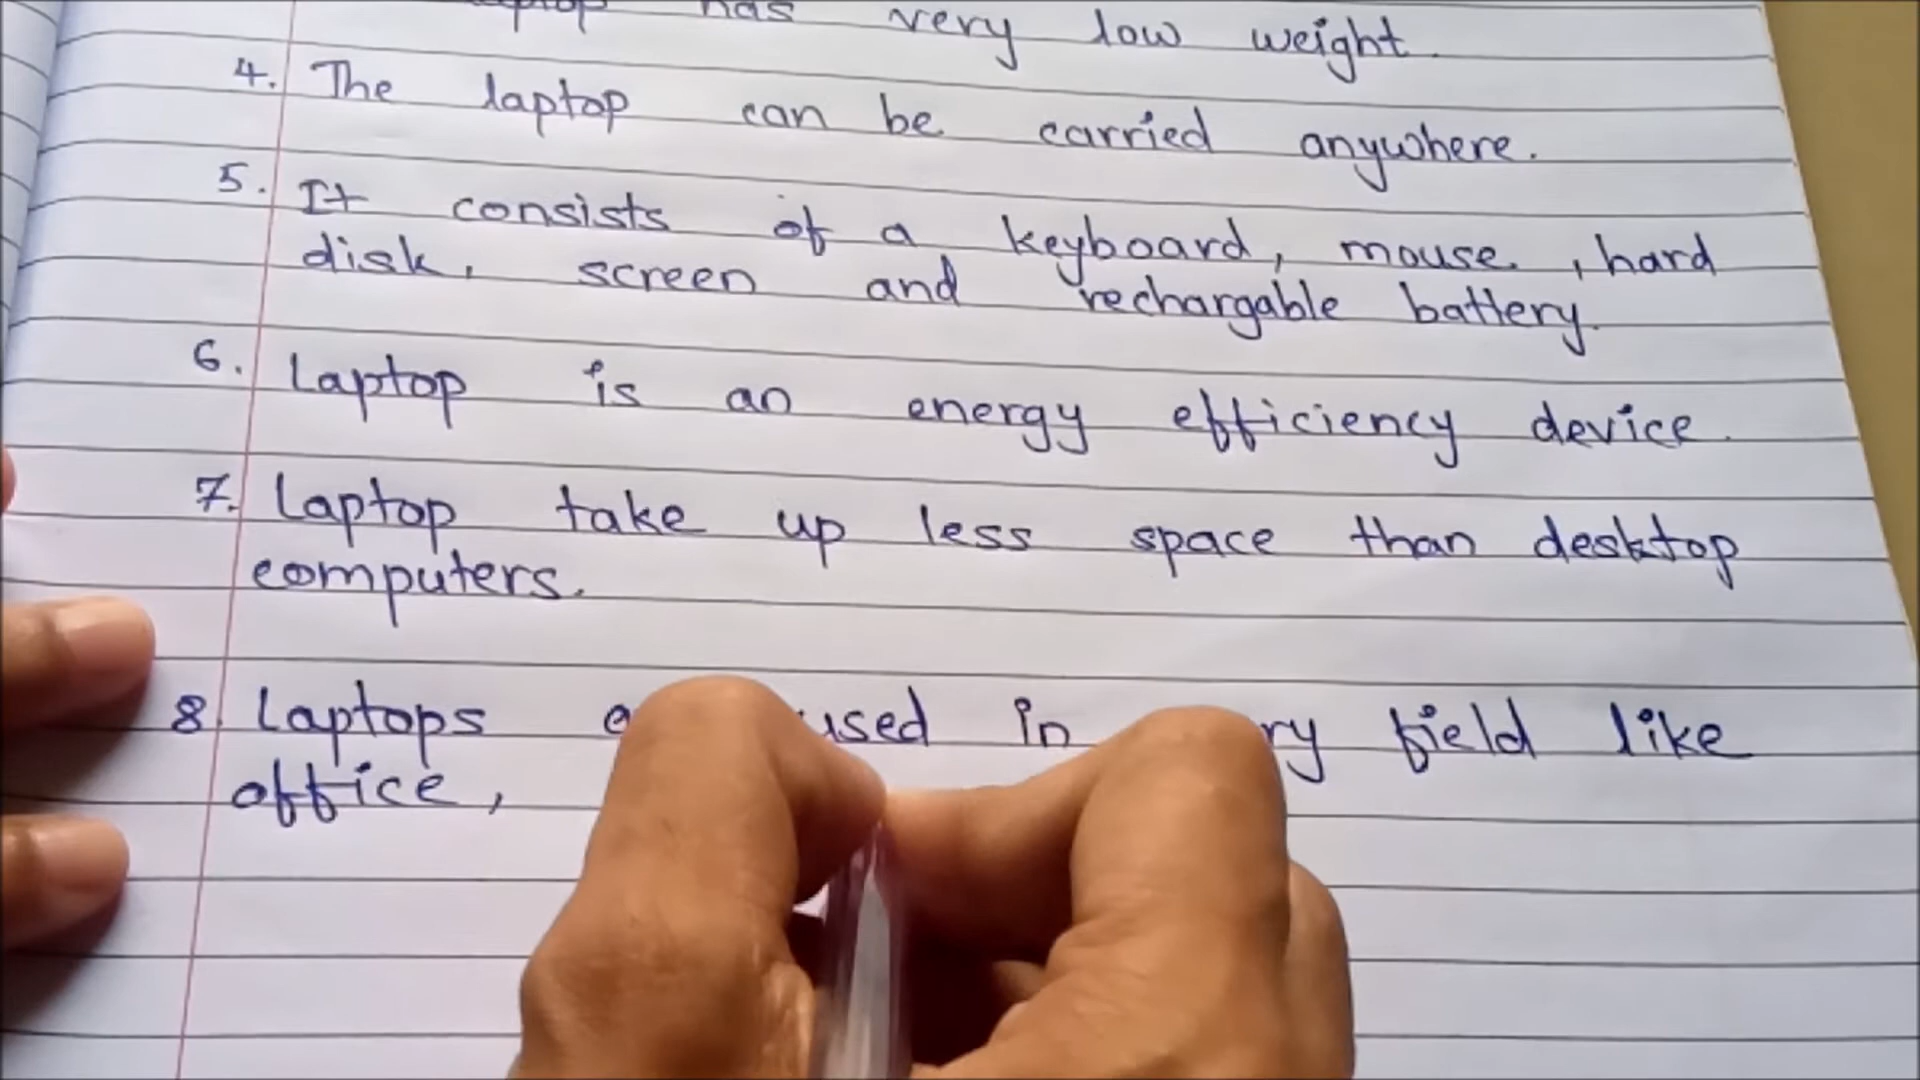 laptop has very low weight.
4. The laptop can be carried anywhere.
5. It consists of a keyboard, mouse, hard
disk, screen and rechargable battery.
6. Laptop is an energy efficiency device.
7. Laptop take up less space than desktop
computers.
8. Laptops used in field like
office,